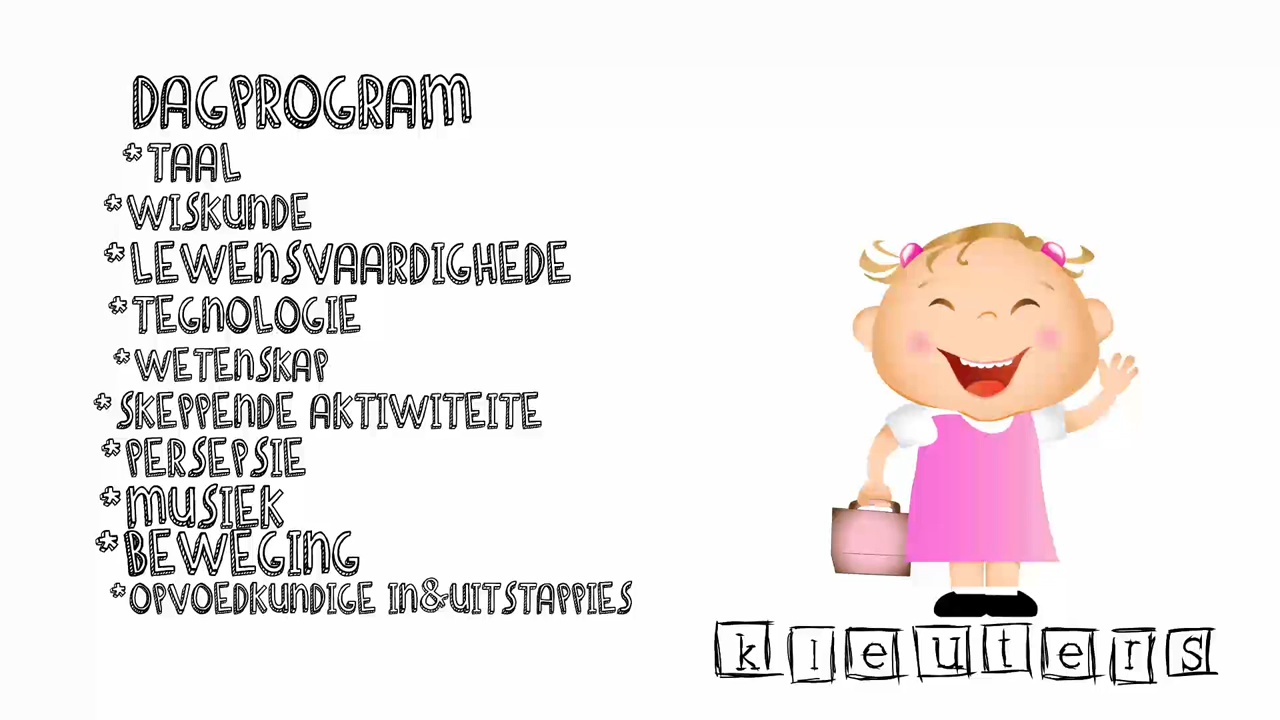 DAGPROGRAM
*TAAL
*WISKUNDE
*LEWENSVAARDIGHEDE
*TEGNOLOGIE
*WETENSKAP
*SKEPPENDE AKTIWITEITE
*PERSEPSIE
*MUSIEK
*BEWEGING
*OPVOEDKUNDIGE IN&UITSTAPPIES
kleuters